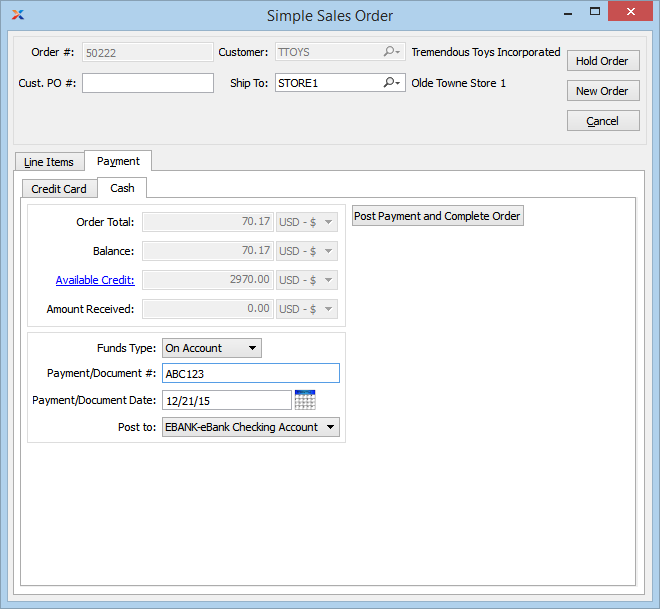 Simple Sales Order
Order #: 50222 Customer: TTOYS Tremendous Toys Incorporated Hold Order
Cust. PO #: Ship To: STORE1 Olde Towne Store 1
New Order
Cancel
Line Items Payment
Credit Card Cash
Order Total: 70.17 USD - $ Post Payment and Complete Order
Balance: 70.17 USD - $
Available Credit: 2970.00 USD - $
Amount Received: 0.00 USD - $
Funds Type: On Account
Payment/Document #: ABC123
Payment/Document Date: 12/21/15
Post to: EBANK-eBank Checking Account